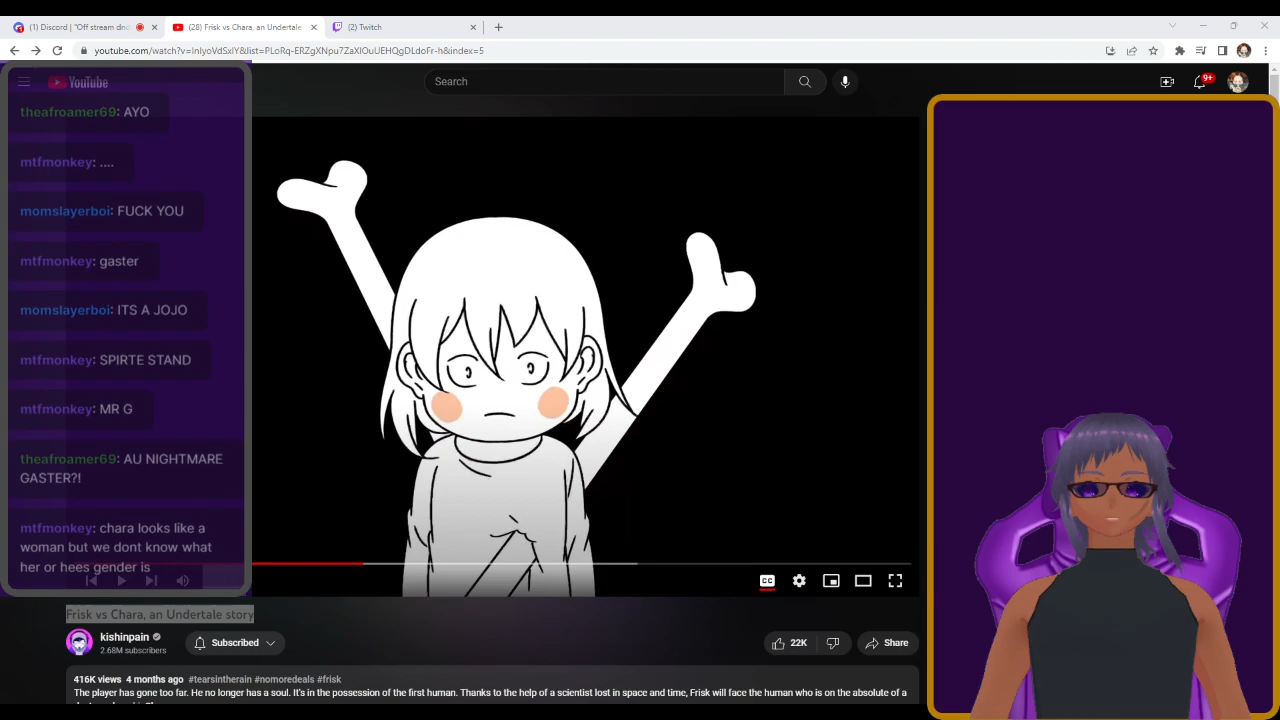 (1) Discord | "Off stream dnd
(28) Frisk vs Chara, an Undertale
(2) Twitch
youtube.com/watch?v=InIyoVdSxlY&list=PLoRq-ERZgXNpu7ZaXIOuUEHQgDLdoFr-h&index=5
YouTube
Search
9+
theafroamer69: AYO
mtfmonkey: ....
momslayerboi: FUCK YOU
mtfmonkey: gaster
momslayerboi: ITS A JOJO
mtfmonkey: SPIRTE STAND
mtfmonkey: MR G
theafroamer69: AU NIGHTMARE
GASTER?!
mtfmonkey: chara looks like a
woman but we dont know what
her or hees gender is
CC
Frisk vs Chara, an Undertale story
kishinpain
2.68M subscribers
Subscribed
22K
Share
416K views 4 months ago #tearsintherain #nomoredeals #frisk
The player has gone too far. He no longer has a soul. It's in the possession of the first human. Thanks to the help of a scientist lost in space and time, Frisk will face the human who is on the absolute of a